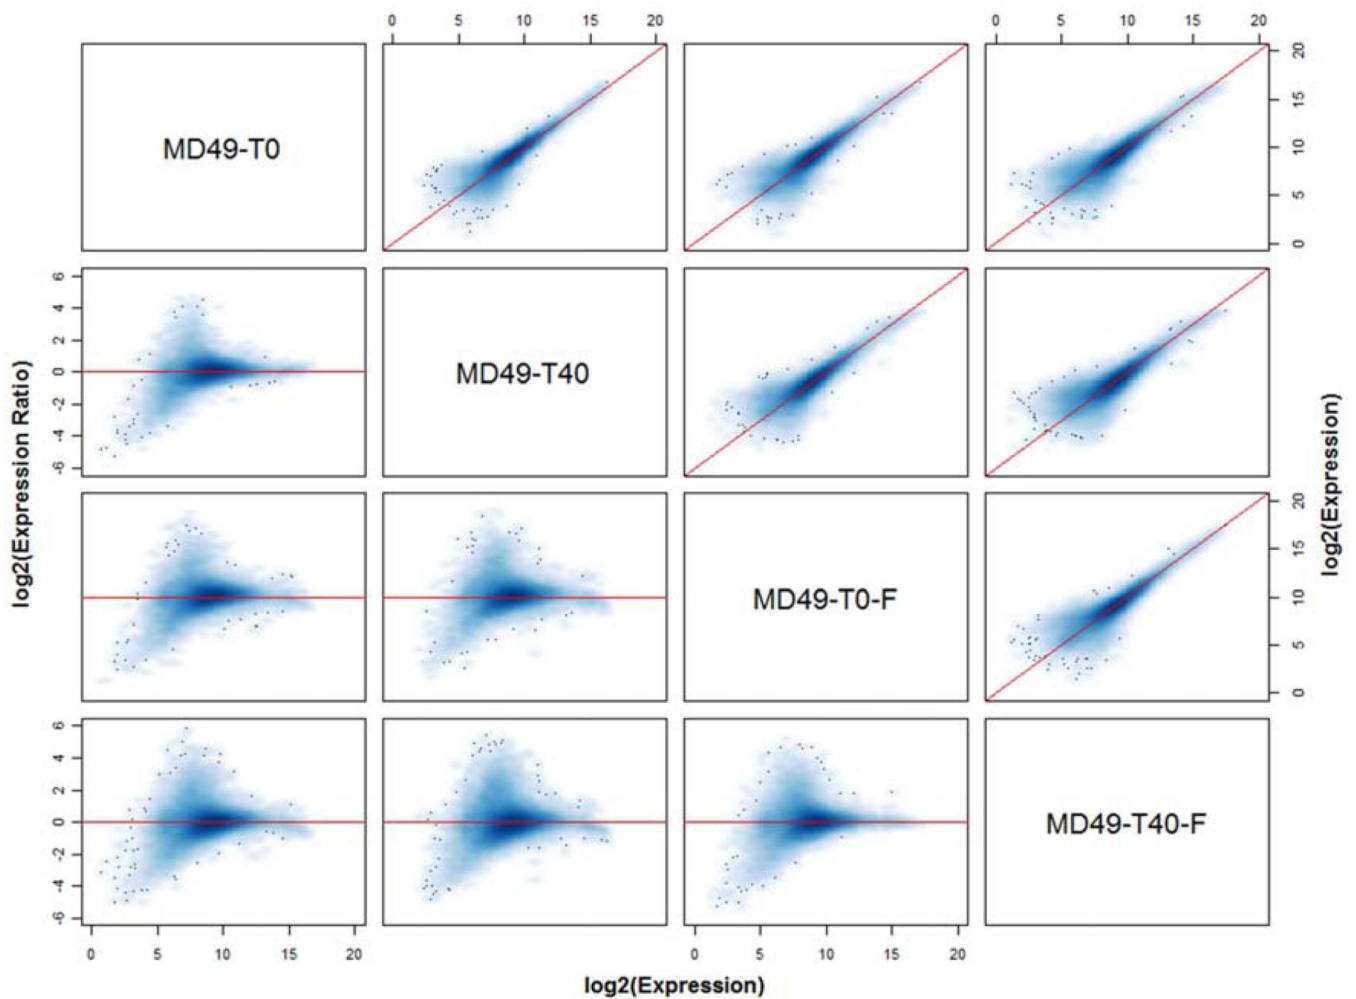 0 5 10 15 20 0 5 10 15 20
MD49-T0
20 15 10 5 0
6 4 2 0 -2 -4 -6
MD49-T40
log2(Expression Ratio)
log2(Expression)
MD49-T0-F
20 15 10 5 0
6 4 2 0 -2 -4 -6
MD49-T40-F
0 5 10 15 20 0 5 10 15 20
log2(Expression)